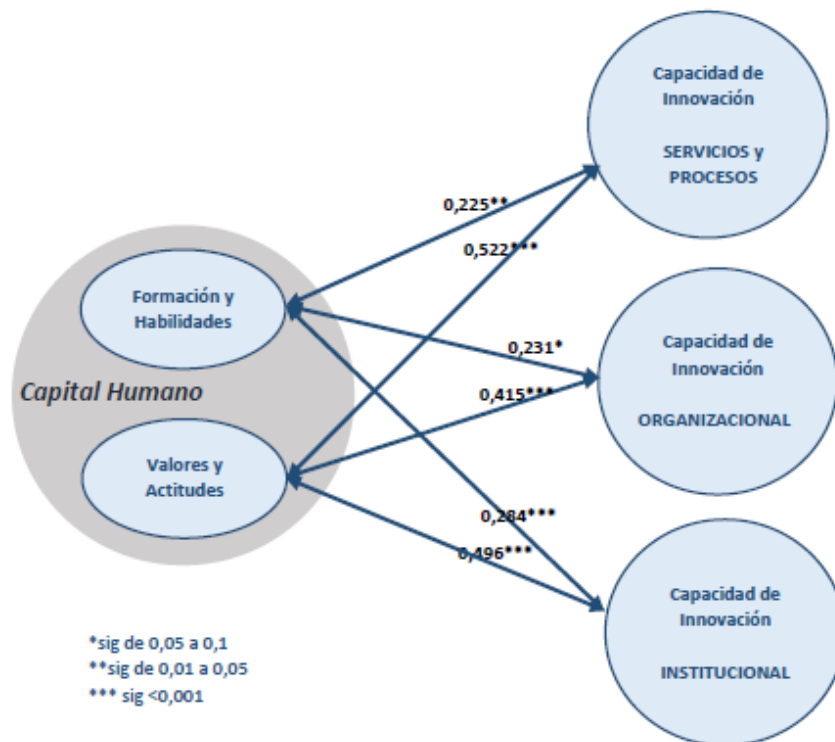 Capacidad de
Innovación
SERVICIOS y
PROCESOS
0,225**
0,522***
Formación y
Habilidades
0,231*
Capacidad de
Innovación
ORGANIZACIONAL
Capital Humano
0,415***
Valores y
Actitudes
0,284***
0,496***
Capacidad de
Innovación
INSTITUCIONAL
*sig de 0,05 a 0,1
**sig de 0,01 a 0,05
*** sig <0,001